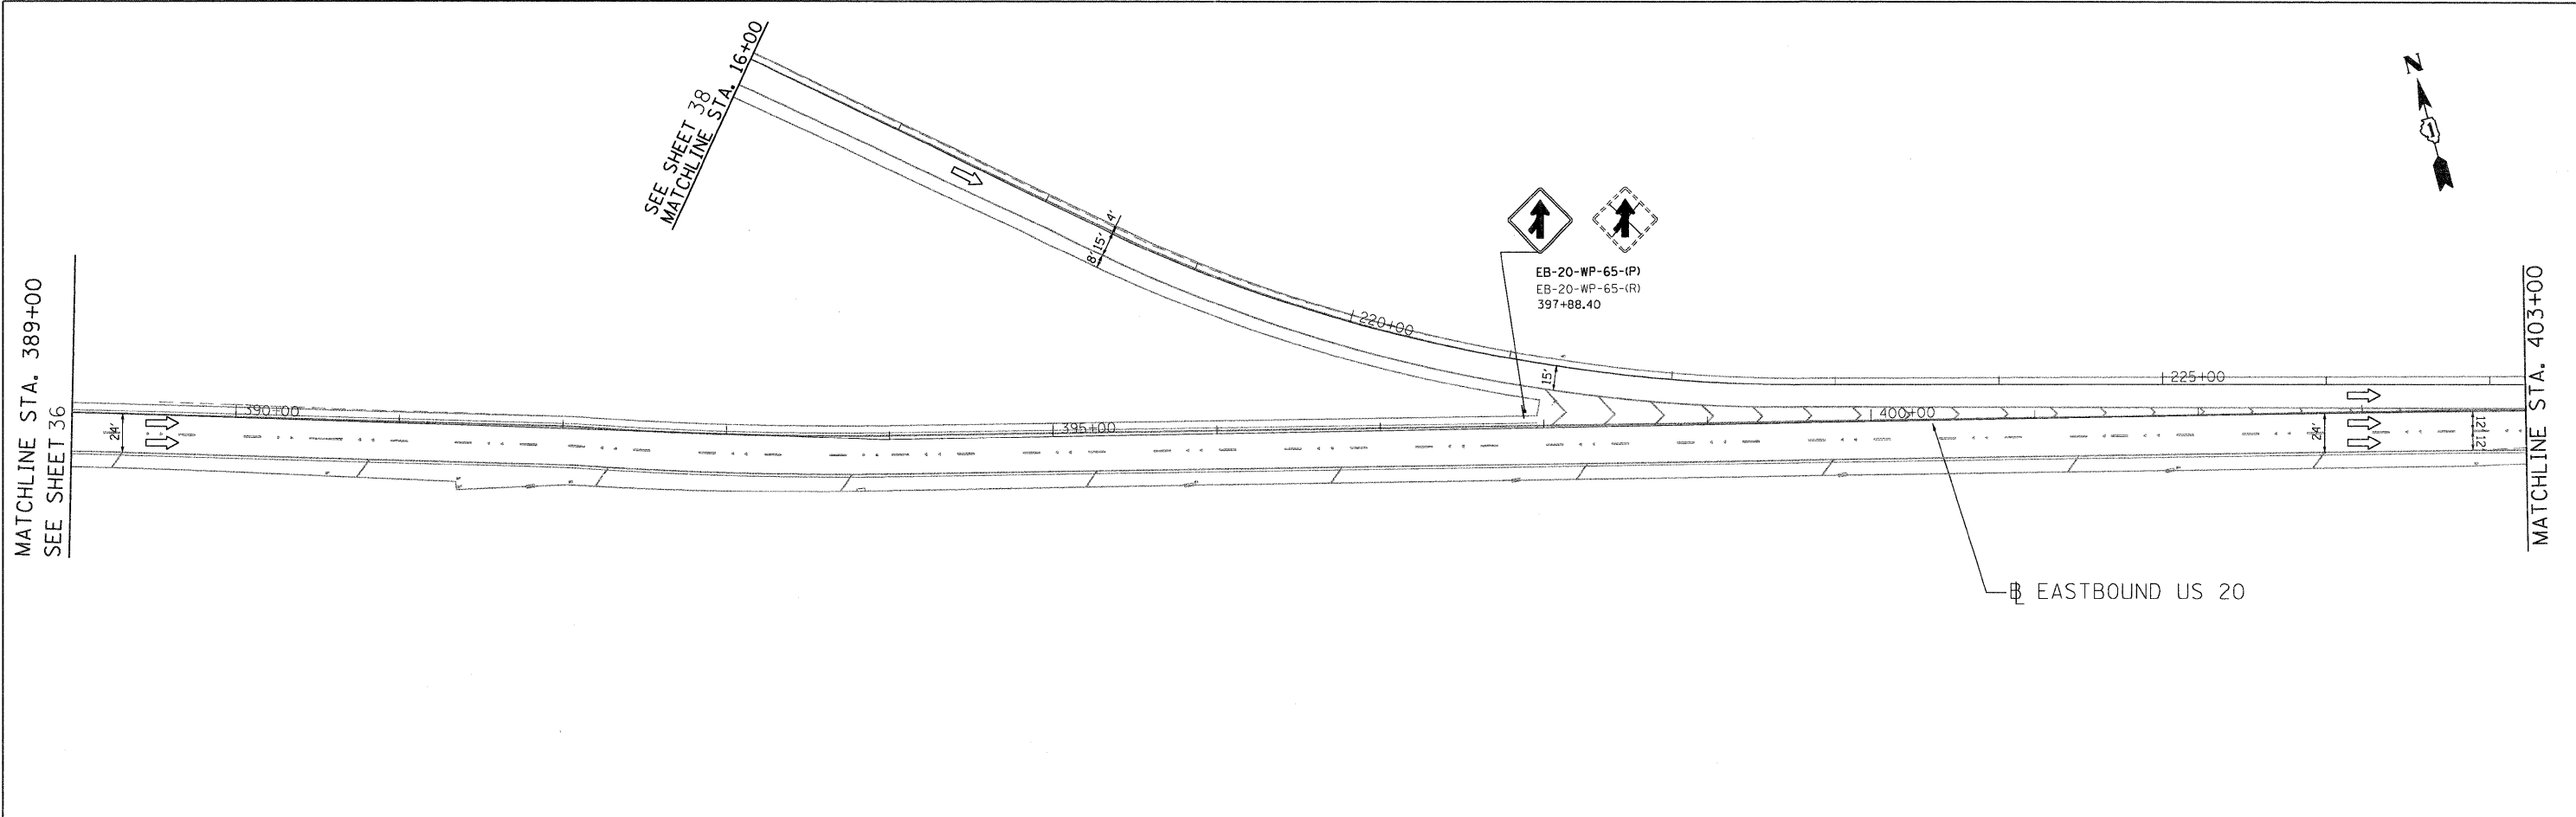 SEE SHEET 38
MATCHLINE STA. 16+00
N
1
4'
15'
8'
EB-20-WP-65-(P)
EB-20-WP-65-(R)
397+88.40
220+00
15'
225+00
MATCHLINE STA. 389+00
SEE SHEET 36
24'
390+00
395+00
400+00
24'
12'
12'
MATCHLINE STA. 403+00
BL EASTBOUND US 20